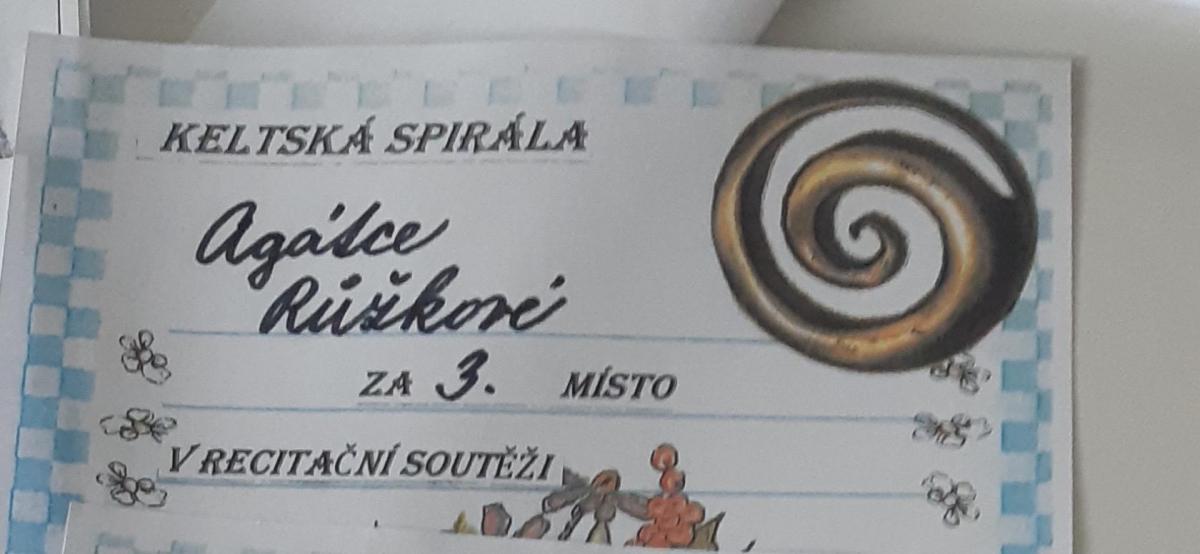 KELTSKÁ SPIRÁLA
Agátce
Růžkové
ZA 3. MÍSTO
V RECITAČNÍ SOUTĚŽI